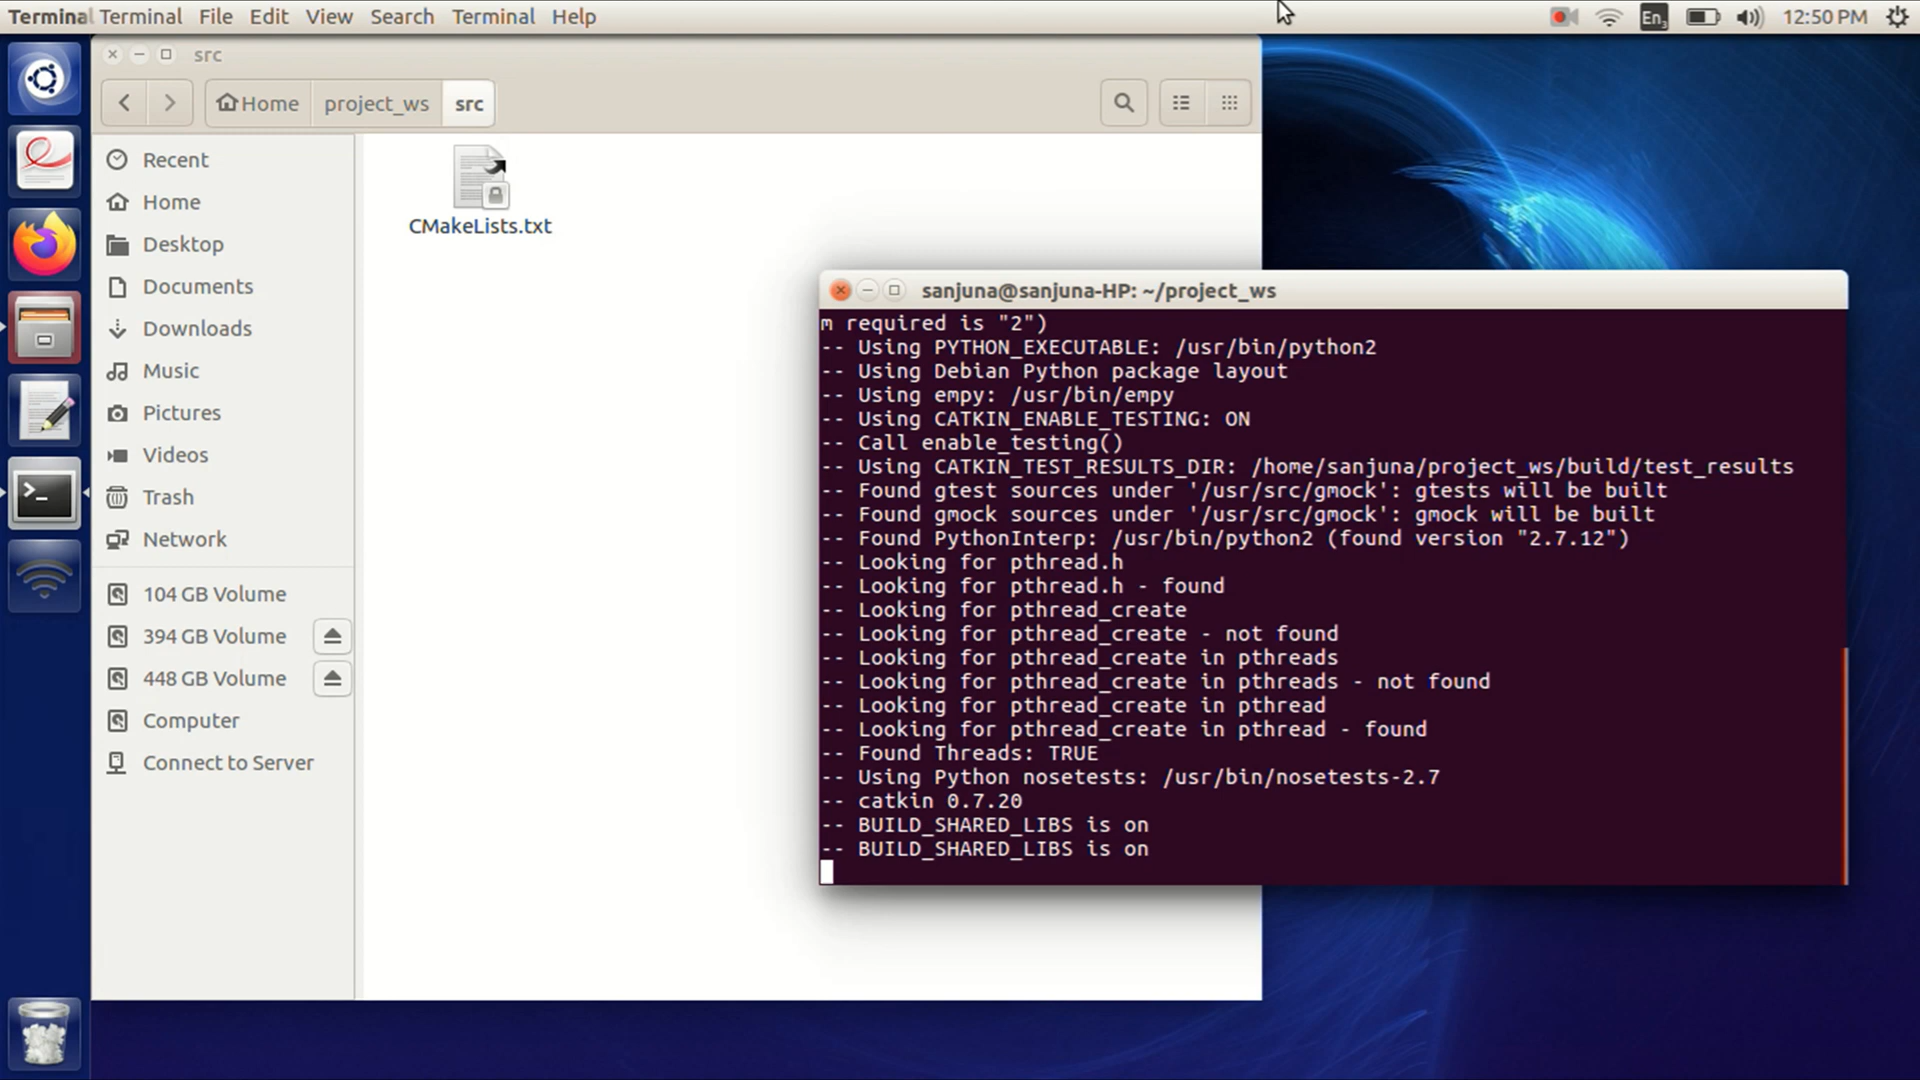 Terminal Terminal File Edit View Search Terminal Help
En3 12:50 PM
src
Home project_ws src
Recent
Home
Desktop
Documents
Downloads
Music
Pictures
Videos
Trash
Network
104 GB Volume
394 GB Volume
448 GB Volume
Computer
Connect to Server
CMakeLists.txt
sanjuna@sanjuna-HP: ~/project_ws
m required is "2")
-- Using PYTHON_EXECUTABLE: /usr/bin/python2
-- Using Debian Python package layout
-- Using empy: /usr/bin/empy
-- Using CATKIN_ENABLE_TESTING: ON
-- Call enable_testing()
-- Using CATKIN_TEST_RESULTS_DIR: /home/sanjuna/project_ws/build/test_results
-- Found gtest sources under '/usr/src/gmock': gtests will be built
-- Found gmock sources under '/usr/src/gmock': gmock will be built
-- Found PythonInterp: /usr/bin/python2 (found version "2.7.12")
-- Looking for pthread.h
-- Looking for pthread.h - found
-- Looking for pthread_create
-- Looking for pthread_create - not found
-- Looking for pthread_create in pthreads
-- Looking for pthread_create in pthreads - not found
-- Looking for pthread_create in pthread
-- Looking for pthread_create in pthread - found
-- Found Threads: TRUE
-- Using Python nosetests: /usr/bin/nosetests-2.7
-- catkin 0.7.20
-- BUILD_SHARED_LIBS is on
-- BUILD_SHARED_LIBS is on